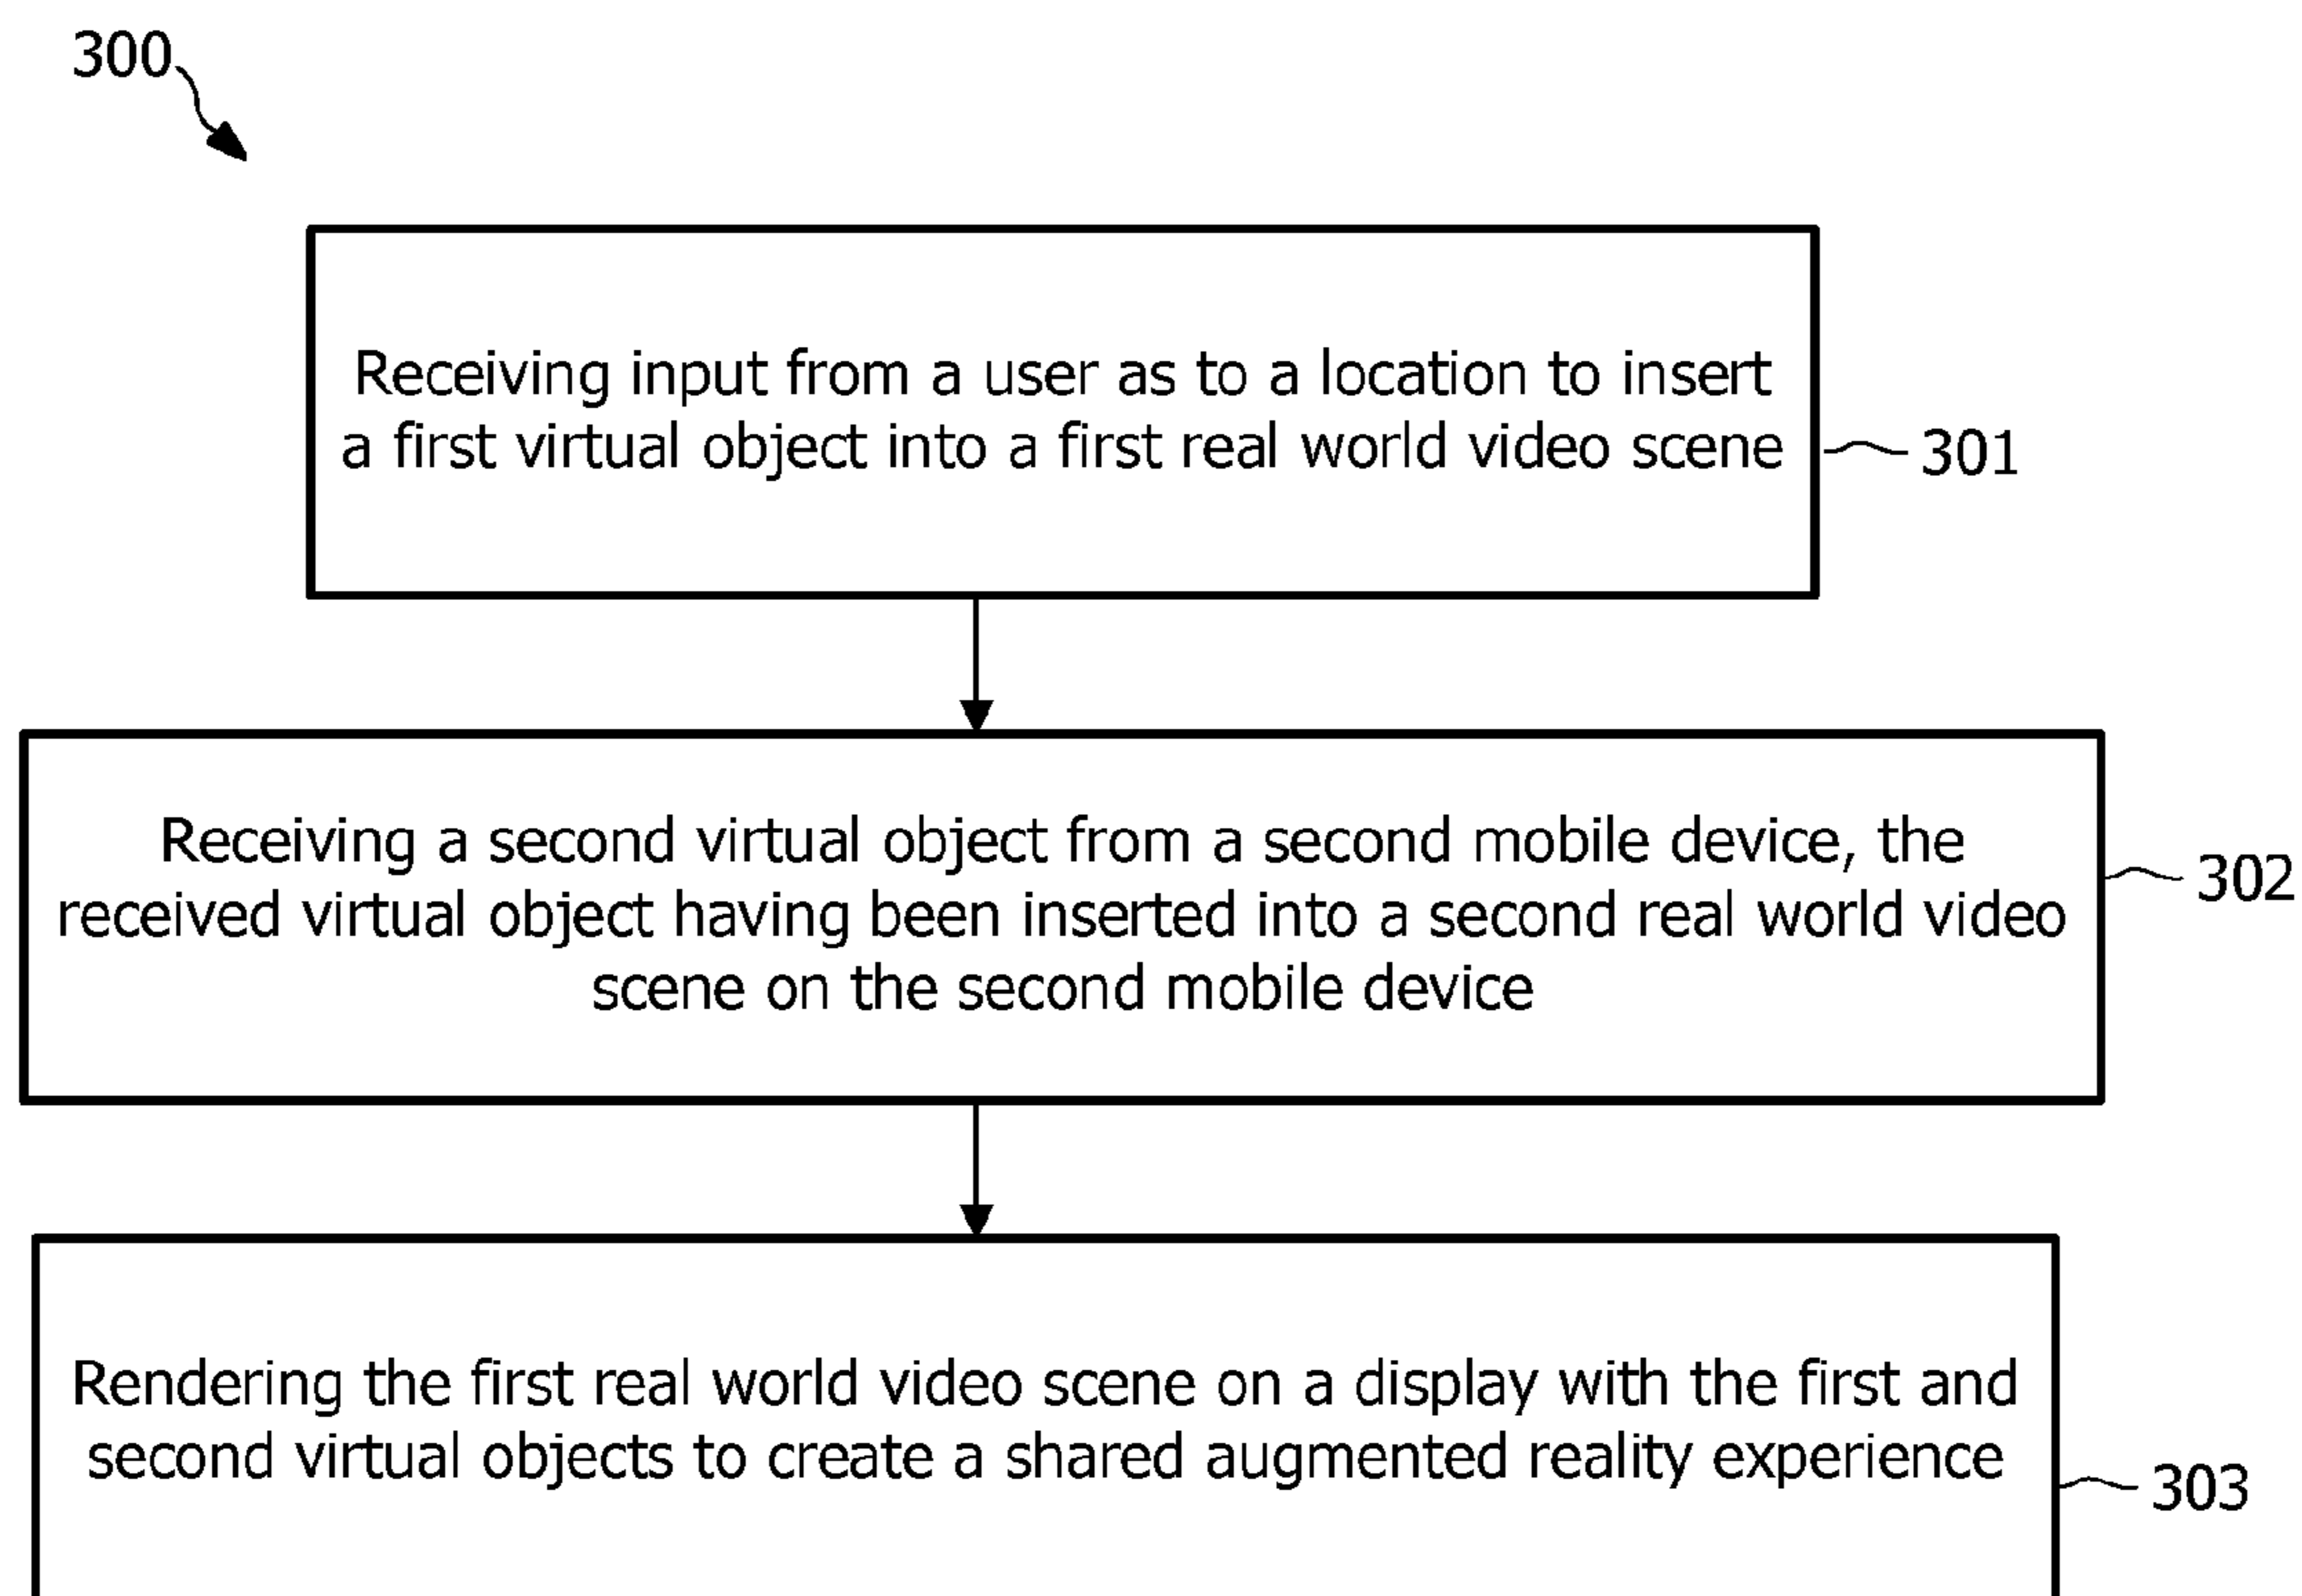 300
Receiving input from a user as to a location to insert
a first virtual object into a first real world video scene
301
Receiving a second virtual object from a second mobile device, the
received virtual object having been inserted into a second real world video
scene on the second mobile device
302
Rendering the first real world video scene on a display with the first and
second virtual objects to create a shared augmented reality experience
303